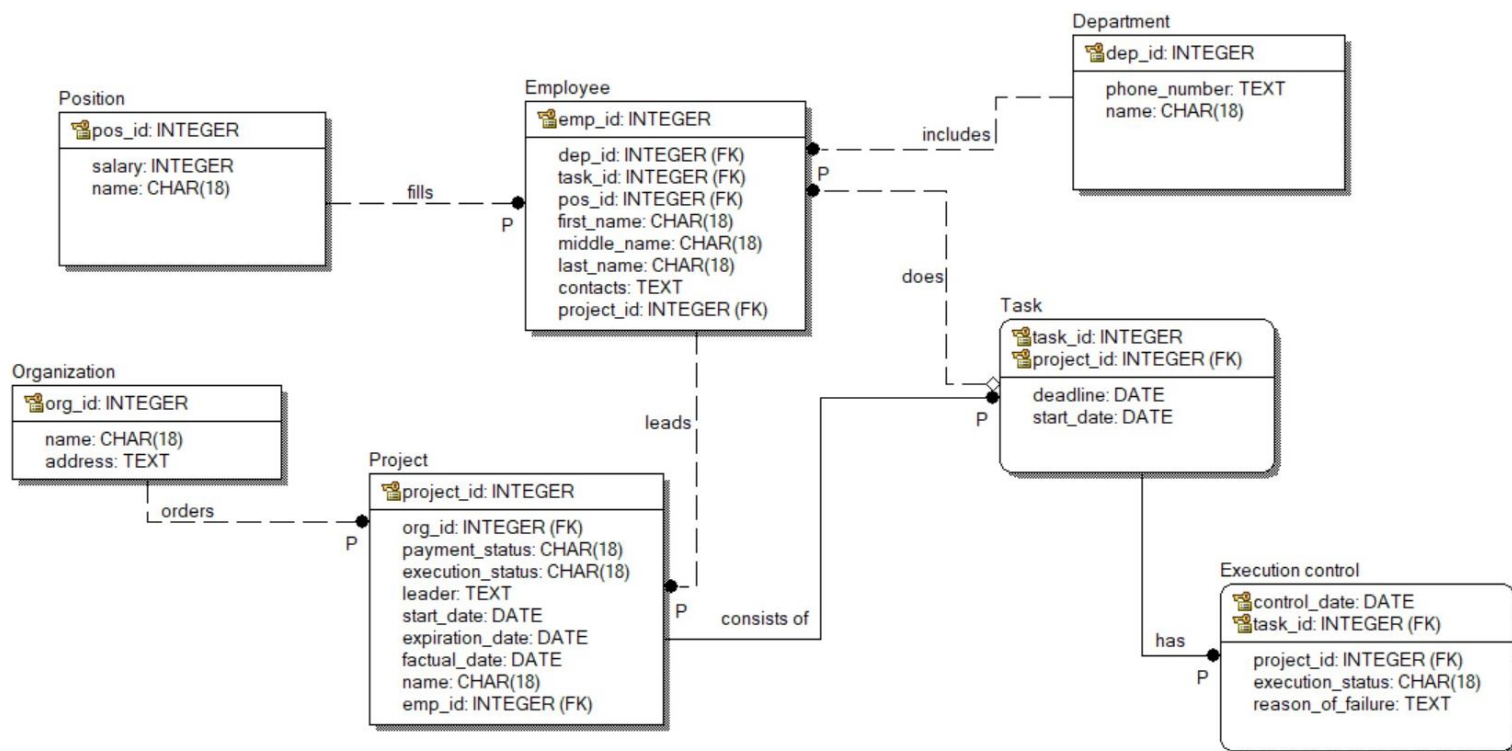 Department
dep_id: INTEGER
phone_number: TEXT
name: CHAR(18)
Employee
emp_id: INTEGER
dep_id: INTEGER (FK)
task_id: INTEGER (FK)
pos_id: INTEGER (FK)
first_name: CHAR(18)
middle_name: CHAR(18)
last_name: CHAR(18)
contacts: TEXT
project_id: INTEGER (FK)
Position
pos_id: INTEGER
salary: INTEGER
name: CHAR(18)
fills
P
includes
P
does
leads
P
Task
task_id: INTEGER
project_id: INTEGER (FK)
deadline: DATE
start_date: DATE
P
Organization
org_id: INTEGER
name: CHAR(18)
address: TEXT
orders
P
Project
project_id: INTEGER
org_id: INTEGER (FK)
payment_status: CHAR(18)
execution_status: CHAR(18)
leader: TEXT
start_date: DATE
expiration_date: DATE
factual_date: DATE
name: CHAR(18)
emp_id: INTEGER (FK)
consists of
has
P
Execution control
control_date: DATE
task_id: INTEGER (FK)
project_id: INTEGER (FK)
execution_status: CHAR(18)
reason_of_failure: TEXT